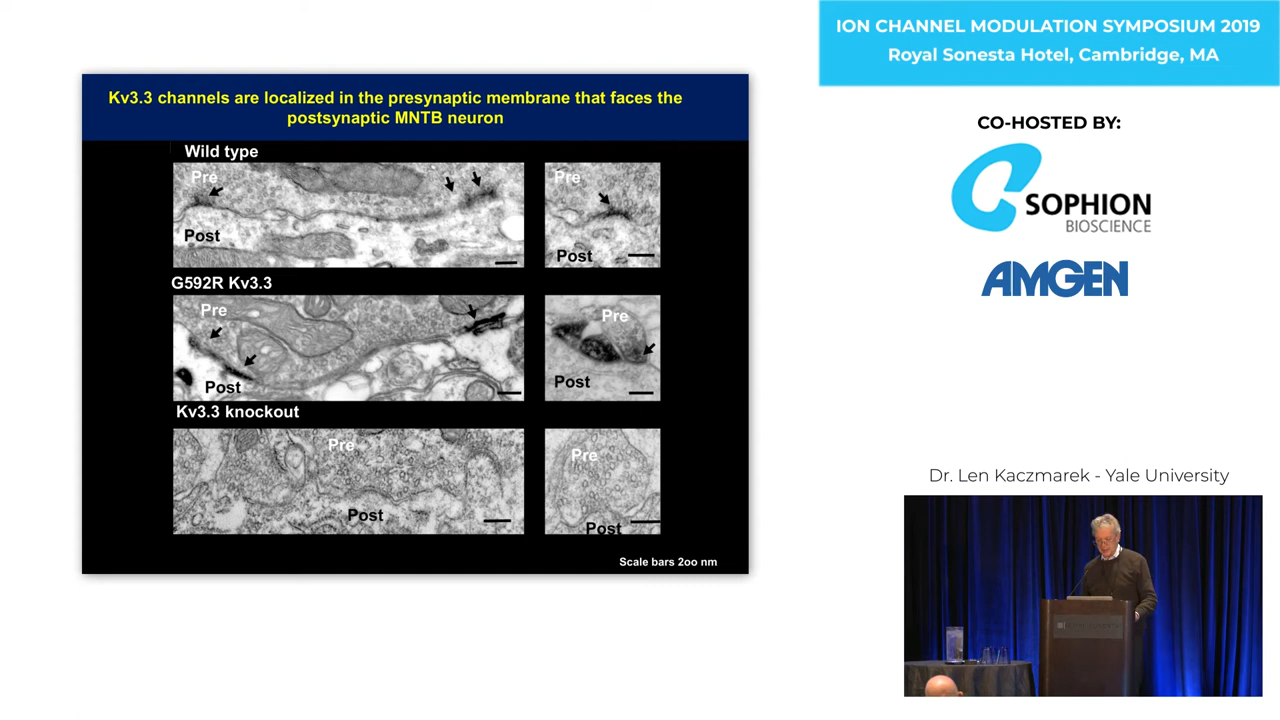 ION CHANNEL MODULATION SYMPOSIUM 2019
Royal Sonesta Hotel, Cambridge, MA
CO-HOSTED BY:
SOPHION
BIOSCIENCE
AMGEN
Kv3.3 channels are localized in the presynaptic membrane that faces the
postsynaptic MNTB neuron
Wild type
Pre
Post
Pre
Post
G592R Kv3.3
Pre
Post
Pre
Post
Kv3.3 knockout
Pre
Post
Pre
Post
Scale bars 2oo nm
Dr. Len Kaczmarek - Yale University